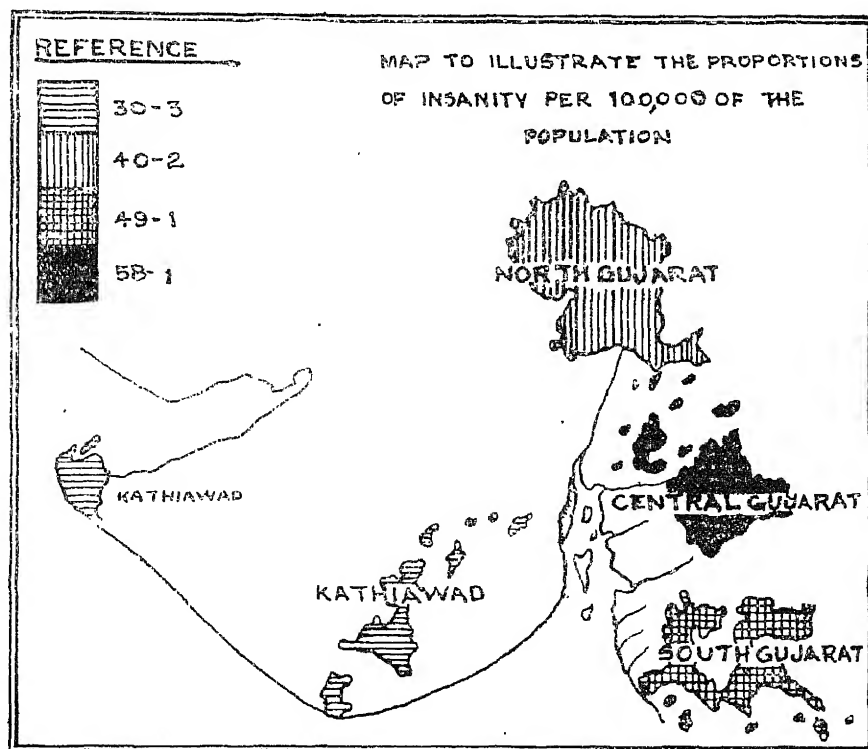 REFERENCE
30-3
40-2
49-1
58-1
MAP TO ILLUSTRATE THE PROPORTIONS
OF INSANITY PER 100,000 OF THE
POPULATION
NORTH GUJARAT
KATHIAWAD
CENTRAL GUJARAT
KATHIAWAD
SOUTH GUJARAT